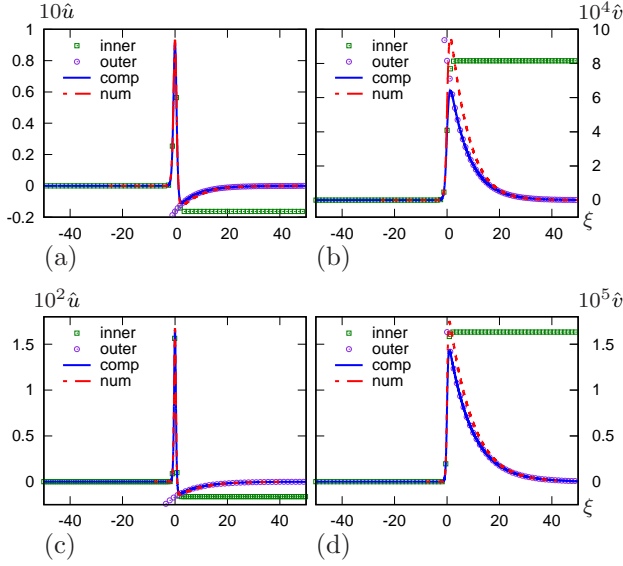 10û 10⁴v̂
1 10
inner inner
0.8 outer outer 8
comp comp
0.6 num num 6
0.4 4
0.2 2
0 0
-0.2
-40 -20 0 20 40 -40 -20 0 20 40 ξ
(a) (b)
10²û 10⁵v̂
inner inner
1.5 outer outer 1.5
comp comp
1 num num 1
0.5 0.5
0 0
-40 -20 0 20 40 -40 -20 0 20 40 ξ
(c) (d)